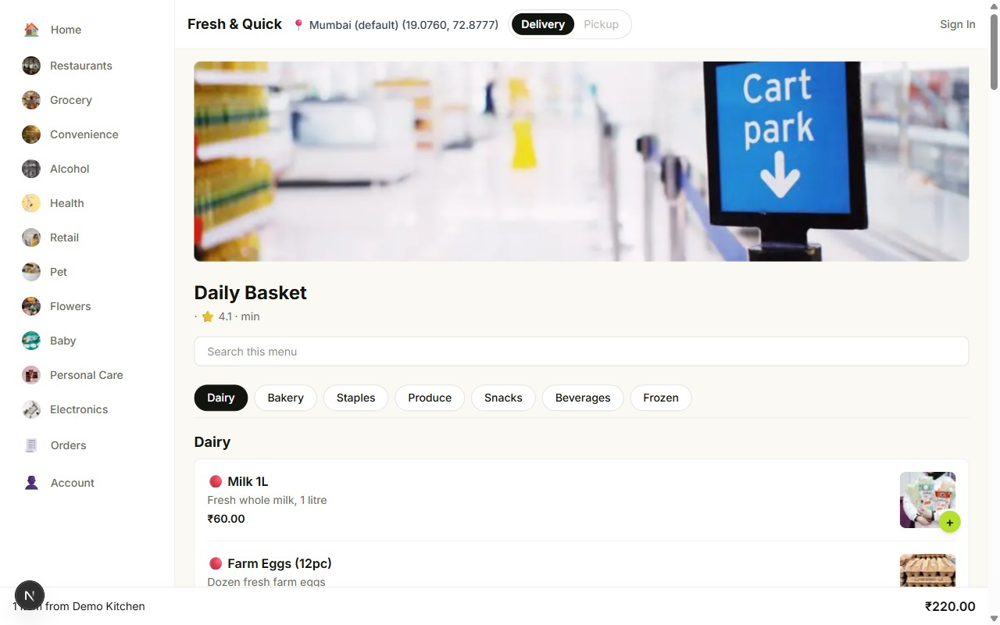 Home
Restaurants
Grocery
Convenience
Alcohol
Health
Retail
Pet
Flowers
Baby
Personal Care
Electronics
Orders
Account
Fresh & Quick
Mumbai (default) (19.0760, 72.8777)
Delivery
Pickup
Sign In
Cart
park
Daily Basket
· 4.1 · min
Search this menu
Dairy
Bakery
Staples
Produce
Snacks
Beverages
Frozen
Dairy
Milk 1L
Fresh whole milk, 1 litre
₹60.00
+
Farm Eggs (12pc)
Dozen fresh farm eggs
N
1 from Demo Kitchen
₹220.00